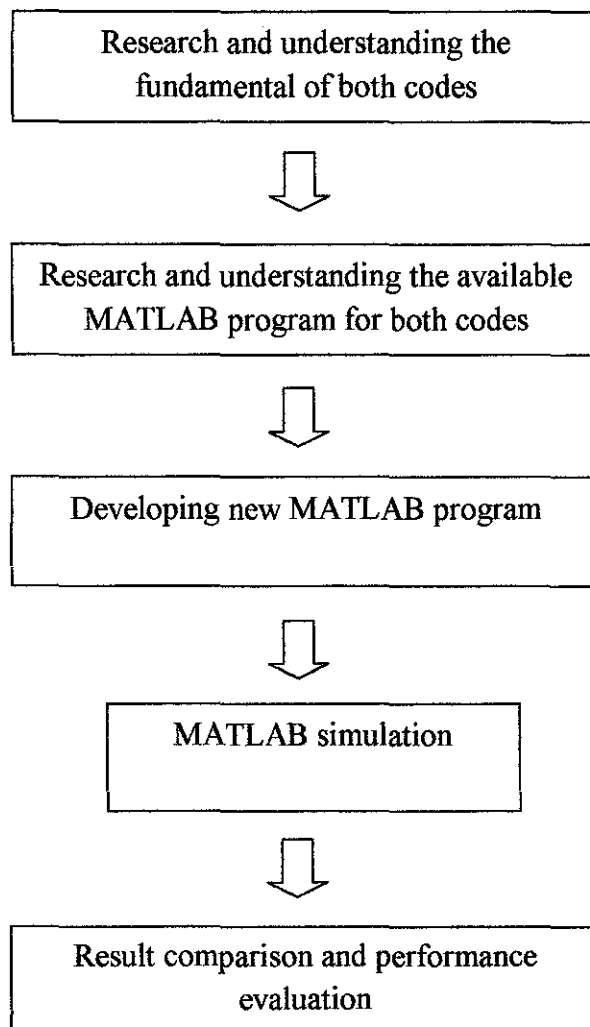 Research and understanding the
fundamental of both codes
Research and understanding the available
MATLAB program for both codes
Developing new MATLAB program
MATLAB simulation
Result comparison and performance
evaluation